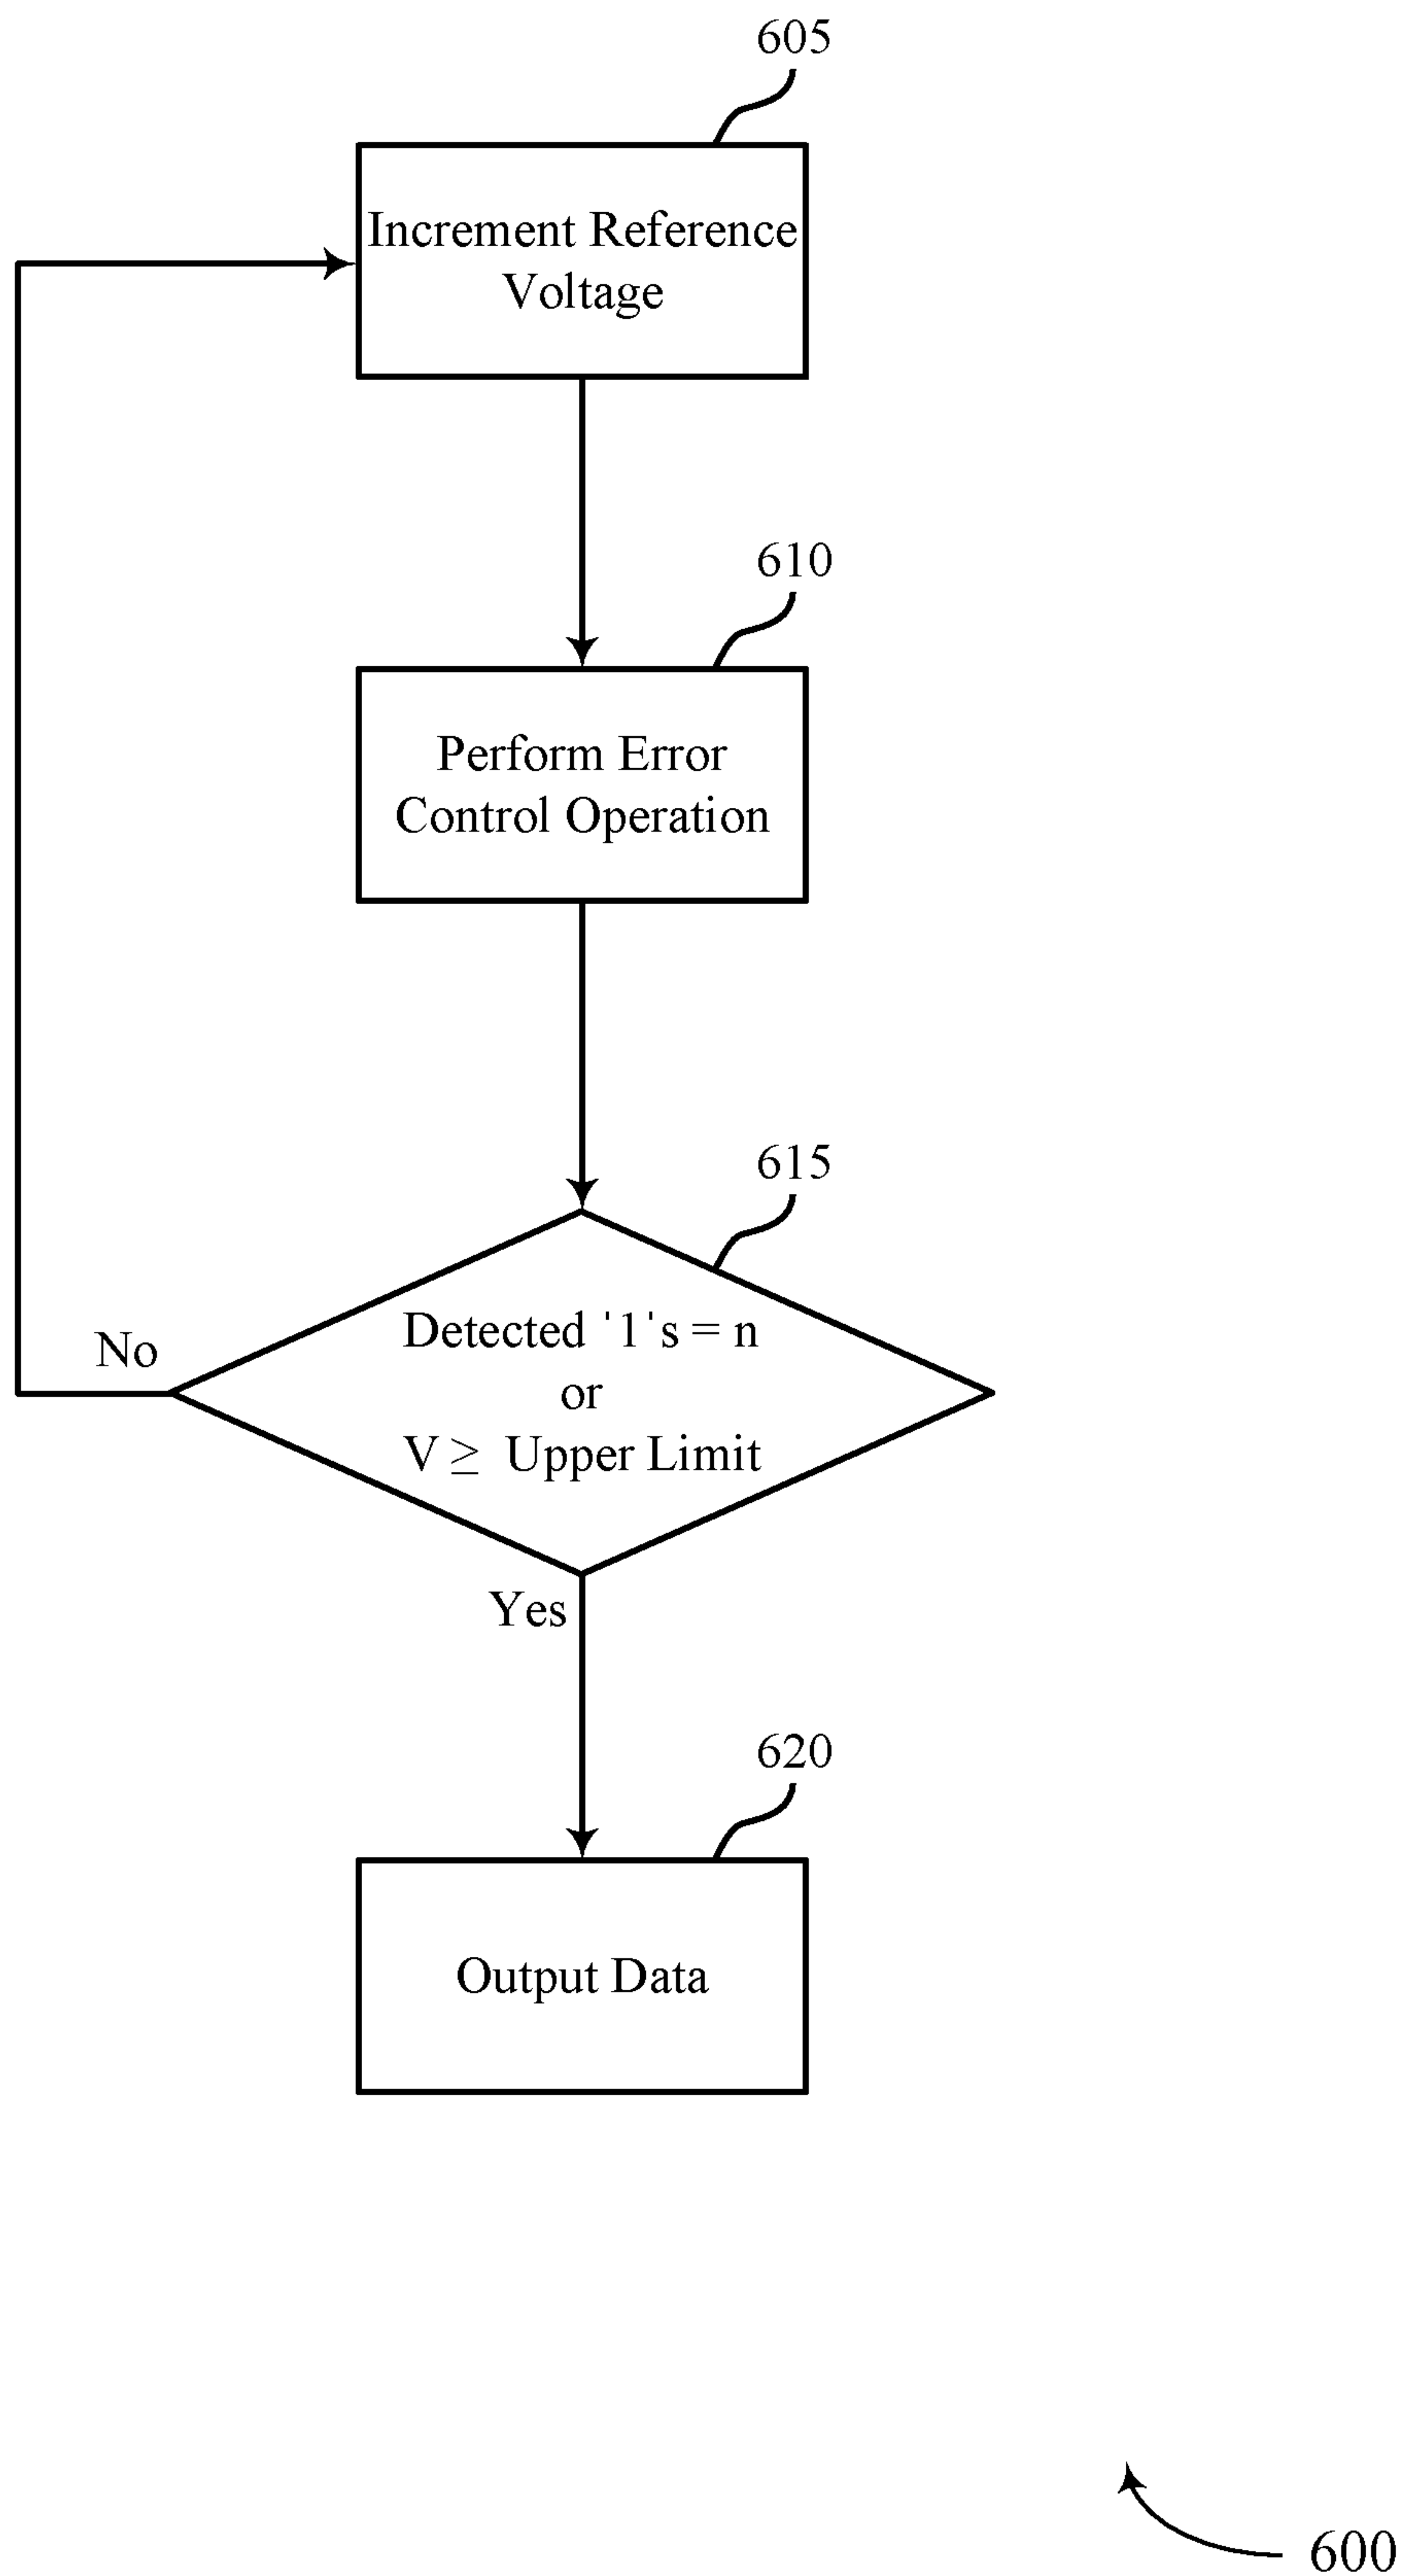 605
Increment Reference
Voltage
610
Perform Error
Control Operation
615
Detected '1's = n
or
V ≥ Upper Limit
No
Yes
620
Output Data
600